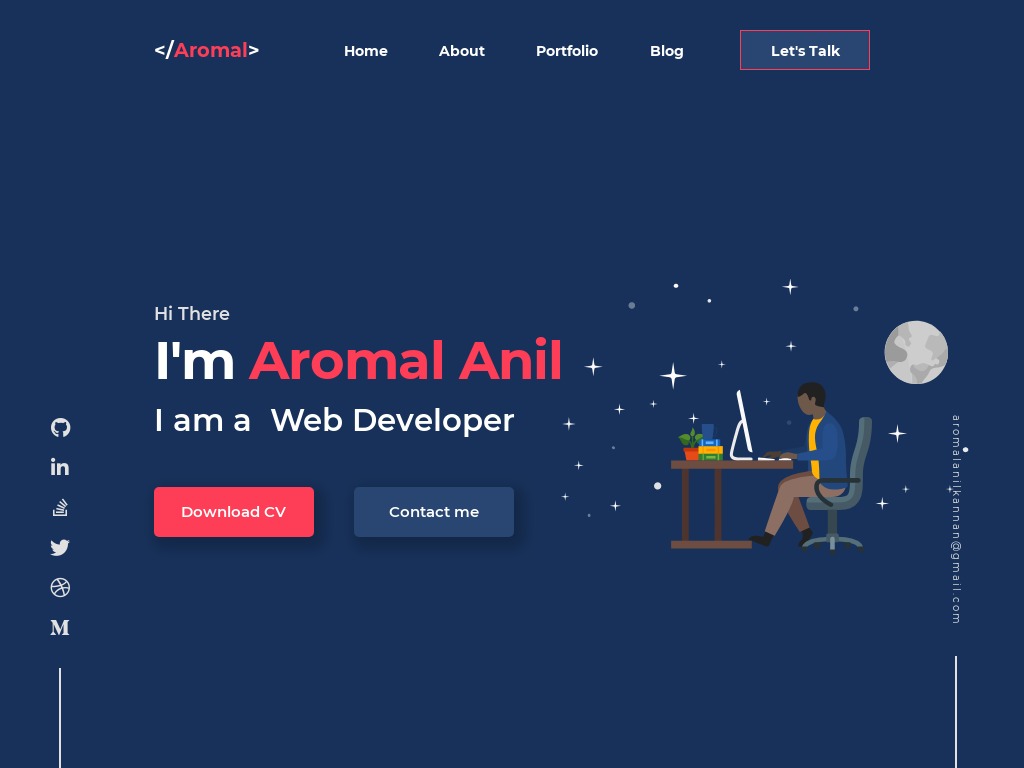 </Aromal>
Home
About
Portfolio
Blog
Let's Talk
Hi There
I'm Aromal Anil
I am a Web Developer
Download CV
Contact me
aromalanilkannan@gmail.com